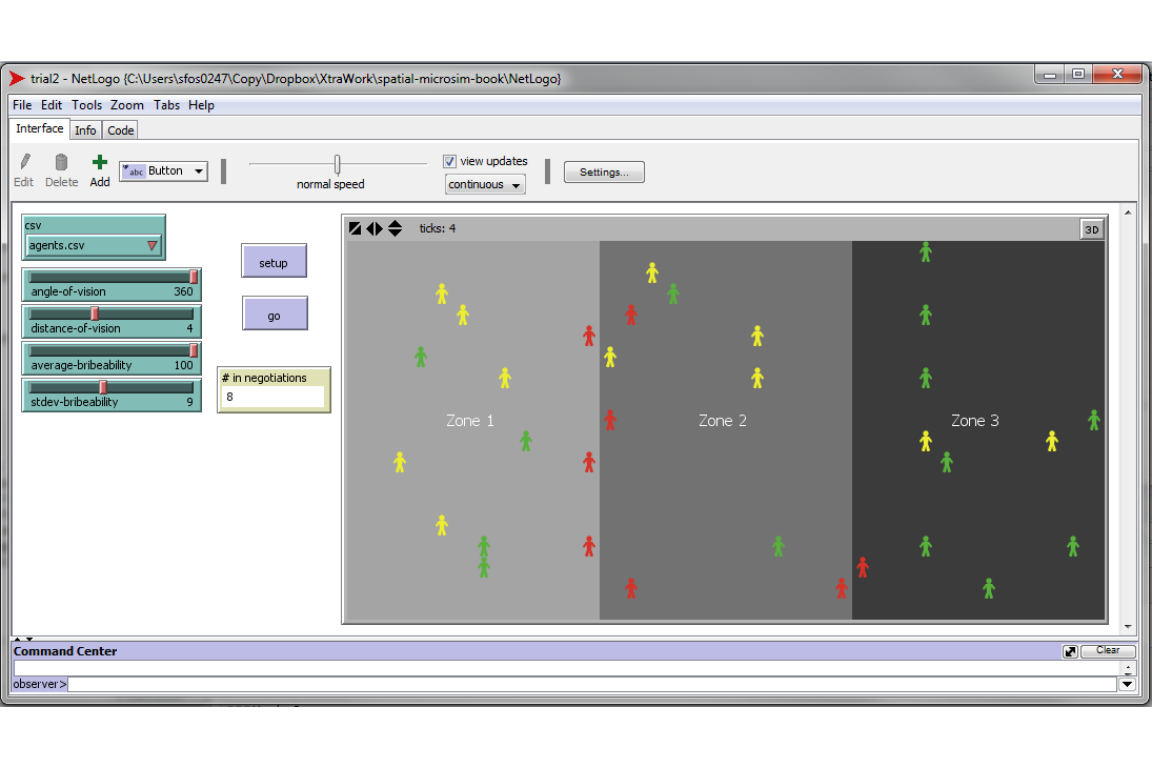 trial2 - NetLogo {C:\Users\sfos0247\Copy\Dropbox\XtraWork\spatial-microsim-book\NetLogo}
File Edit Tools Zoom Tabs Help
Interface Info Code
Edit Delete Add abc Button normal speed view updates continuous Settings...
csv
agents.csv
angle-of-vision 360
distance-of-vision 4
average-bribeability 100
stdev-bribeability 9
setup
go
# in negotiations
8
ticks: 4
3D
Zone 1 Zone 2 Zone 3
Command Center Clear
observer>